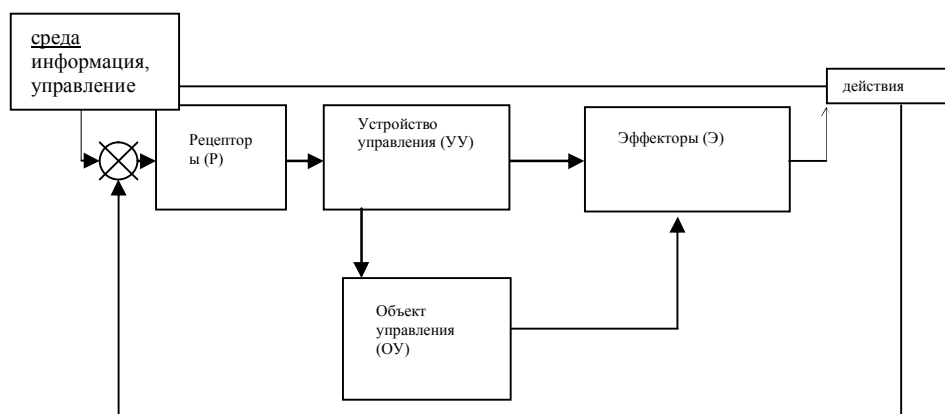 среда
информация,
управление
действия
Рецептор
ы (Р)
Устройство
управления (УУ)
Эффекторы (Э)
Объект
управления
(ОУ)